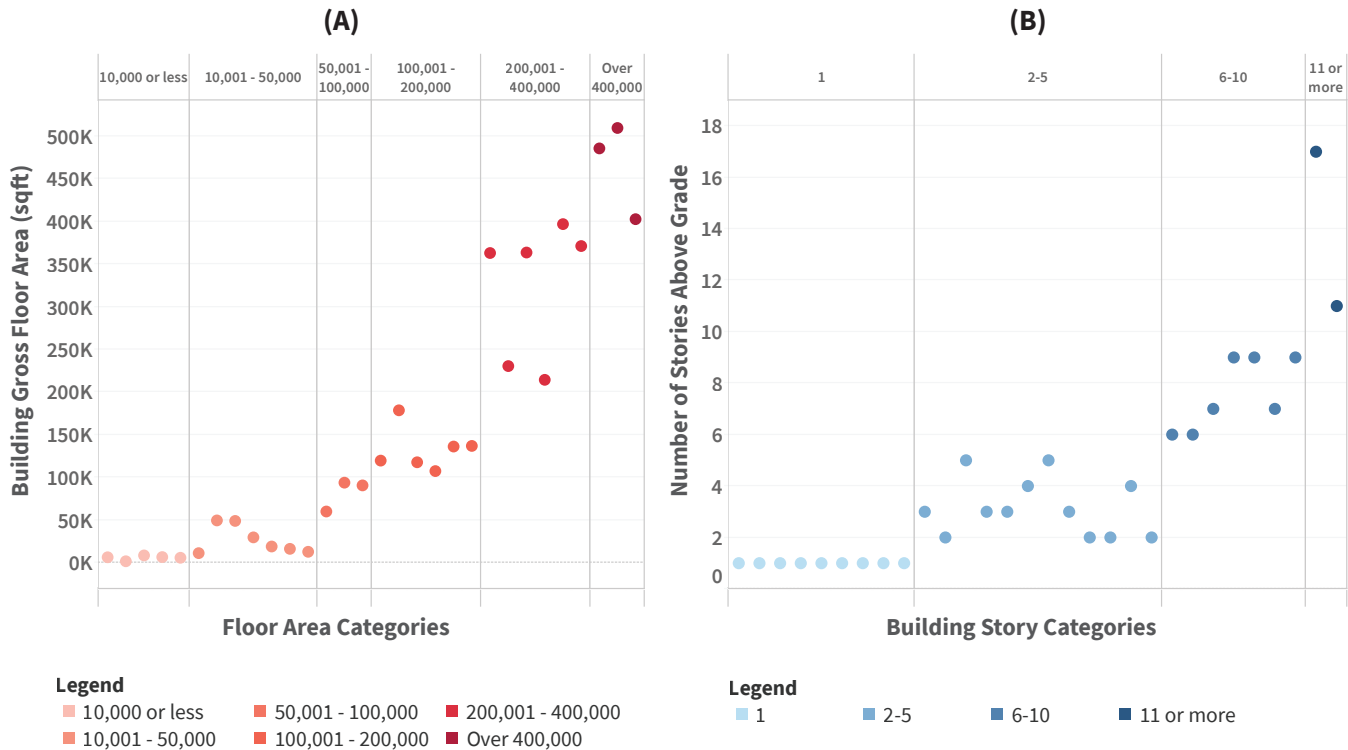 (A)
10,000 or less
10,001 - 50,000
50,001 -
100,000
100,001 -
200,000
200,001 -
400,000
Over
400,000
Building Gross Floor Area (sqft)
500K
450K
400K
350K
300K
250K
200K
150K
100K
50K
0K
Floor Area Categories
Legend
10,000 or less
50,001 - 100,000
200,001 - 400,000
10,001 - 50,000
100,001 - 200,000
Over 400,000
(B)
1
2-5
6-10
11 or
more
Number of Stories Above Grade
18
16
14
12
10
8
6
4
2
0
Building Story Categories
Legend
1
2-5
6-10
11 or more